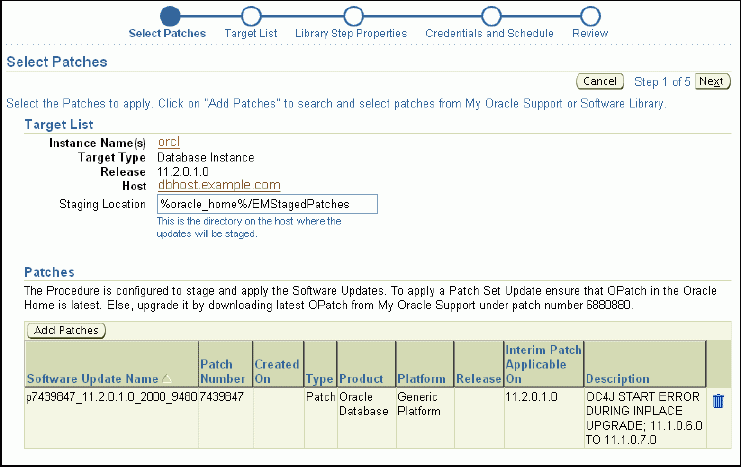 Select Patches Target List Library Step Properties Credentials and Schedule Review
Select Patches
Cancel Step 1 of 5 Next
Select the Patches to apply. Click on "Add Patches" to search and select patches from My Oracle Support or Software Library.
Target List
Instance Name(s) orcl
Target Type Database Instance
Release 11.2.0.1.0
Host dbhost.example.com
Staging Location %oracle_home%/EMStagedPatches
This is the directory on the host where the
updates will be staged.
Patches
The Procedure is configured to stage and apply the Software Updates. To apply a Patch Set Update ensure that OPatch in the Oracle
Home is latest. Else, upgrade it by downloading latest OPatch from My Oracle Support under patch number 6880880.
Add Patches
Software Update Name Patch Number Created On Type Product Platform Release Interim Patch Applicable On Description
p7439847_11.2.0.1.0_2000_9480 7439847 Patch Oracle Database Generic Platform 11.2.0.1.0 OC4J START ERROR
DURING INPLACE
UPGRADE; 11.1.0.6.0
TO 11.1.0.7.0